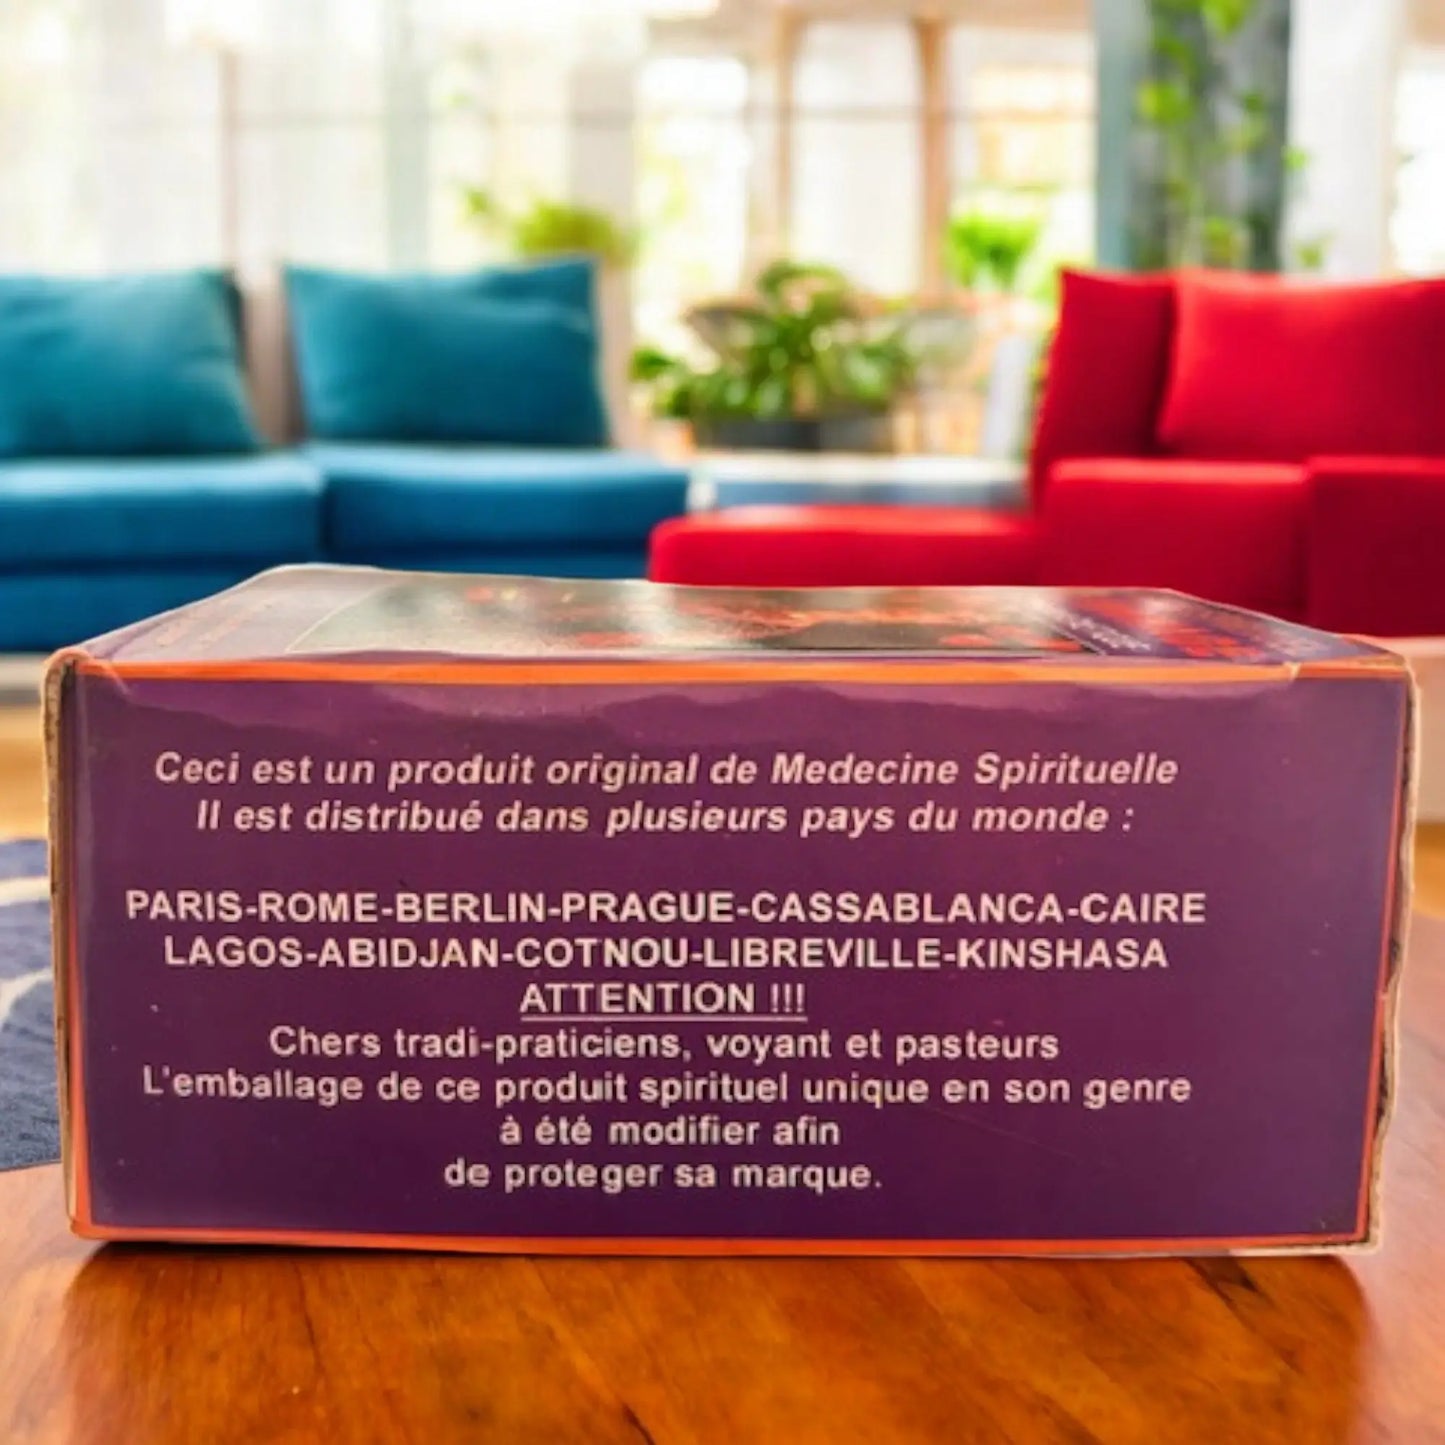 Ceci est un produit original de Medecine Spirituelle
Il est distribué dans plusieurs pays du monde :
PARIS-ROME-BERLIN-PRAGUE-CASSABLANCA-CAIRE
LAGOS-ABIDJAN-COTNOU-LIBREVILLE-KINSHASA
ATTENTION !!!
Chers tradi-praticiens, voyant et pasteurs
L'emballage de ce produit spirituel unique en son genre
à été modifier afin
de proteger sa marque.